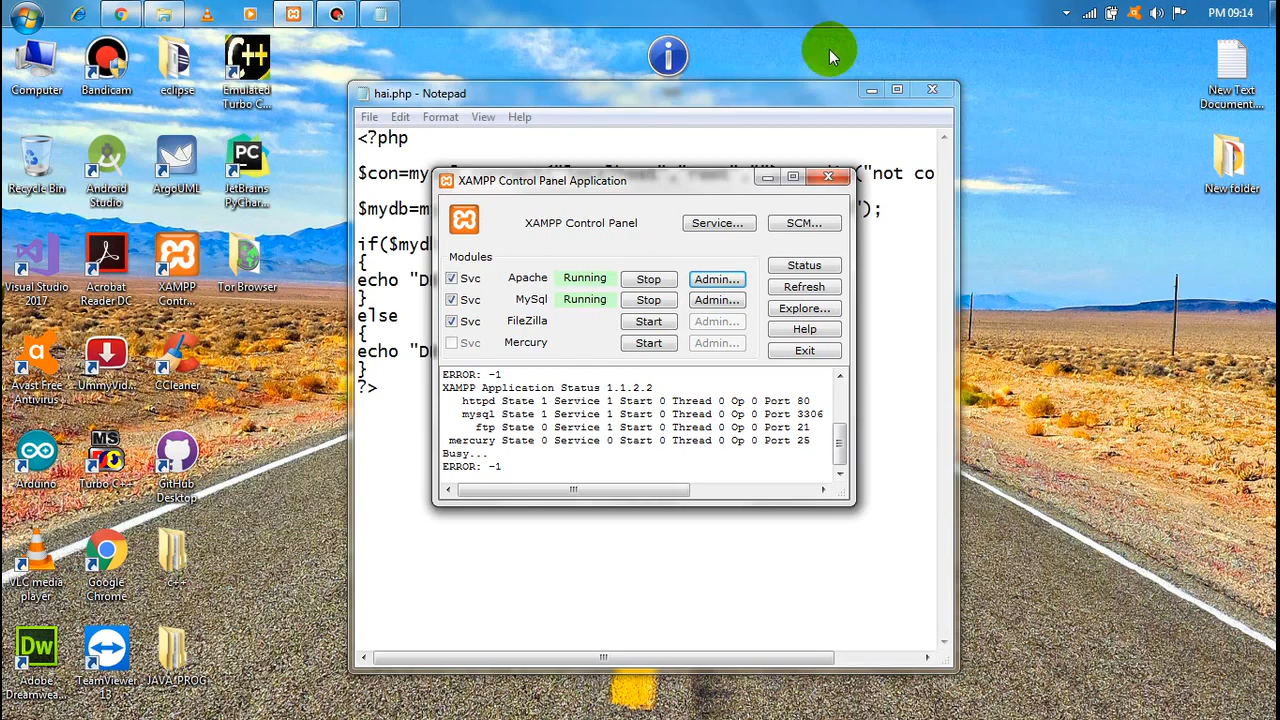 PM 09:14
Computer
Bandicam
eclipse
Emulated
Turbo C...
New Text
Document....
Recycle Bin
Android
Studio
ArgoUML
JetBrains
PyChar...
New folder
Visual Studio
2017
Acrobat
Reader DC
XAMPP
Contr...
Tor Browser
Avast Free
Antivirus
UmmyVid...
CCleaner
Arduino
Turbo C++
GitHub
Desktop
VLC media
player
Google
Chrome
c++
Adobe
Dreamwea...
TeamViewer
13
JAVA_PROG
hai.php - Notepad
File Edit Format View Help
<?php
$con=my
("not co
$mydb=my
");
if($myd
{
echo "D
}
else
{
echo "D
}
?>
XAMPP Control Panel Application
XAMPP Control Panel
Service... SCM...
Modules
Svc Apache Running Stop Admin...
Svc MySql Running Stop Admin...
Svc FileZilla Start Admin...
Svc Mercury Start Admin...
Status
Refresh
Explore...
Help
Exit
ERROR: -1
XAMPP Application Status 1.1.2.2
httpd State 1 Service 1 Start 0 Thread 0 Op 0 Port 80
mysql State 1 Service 1 Start 0 Thread 0 Op 0 Port 3306
ftp State 0 Service 1 Start 0 Thread 0 Op 0 Port 21
mercury State 0 Service 0 Start 0 Thread 0 Op 0 Port 25
Busy...
ERROR: -1
C++
PC
MS
Dw